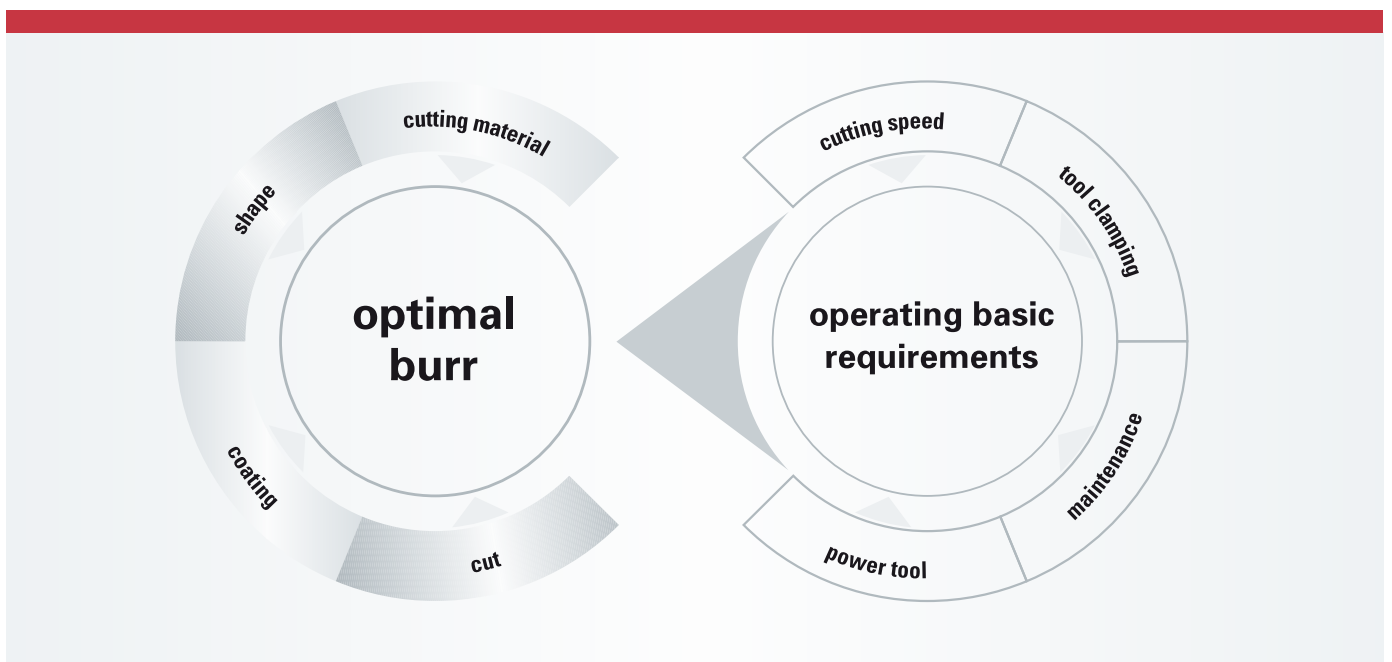 cutting material
shape
optimal
burr
coating
cut
cutting speed
tool clamping
operating basic
requirements
maintenance
power tool